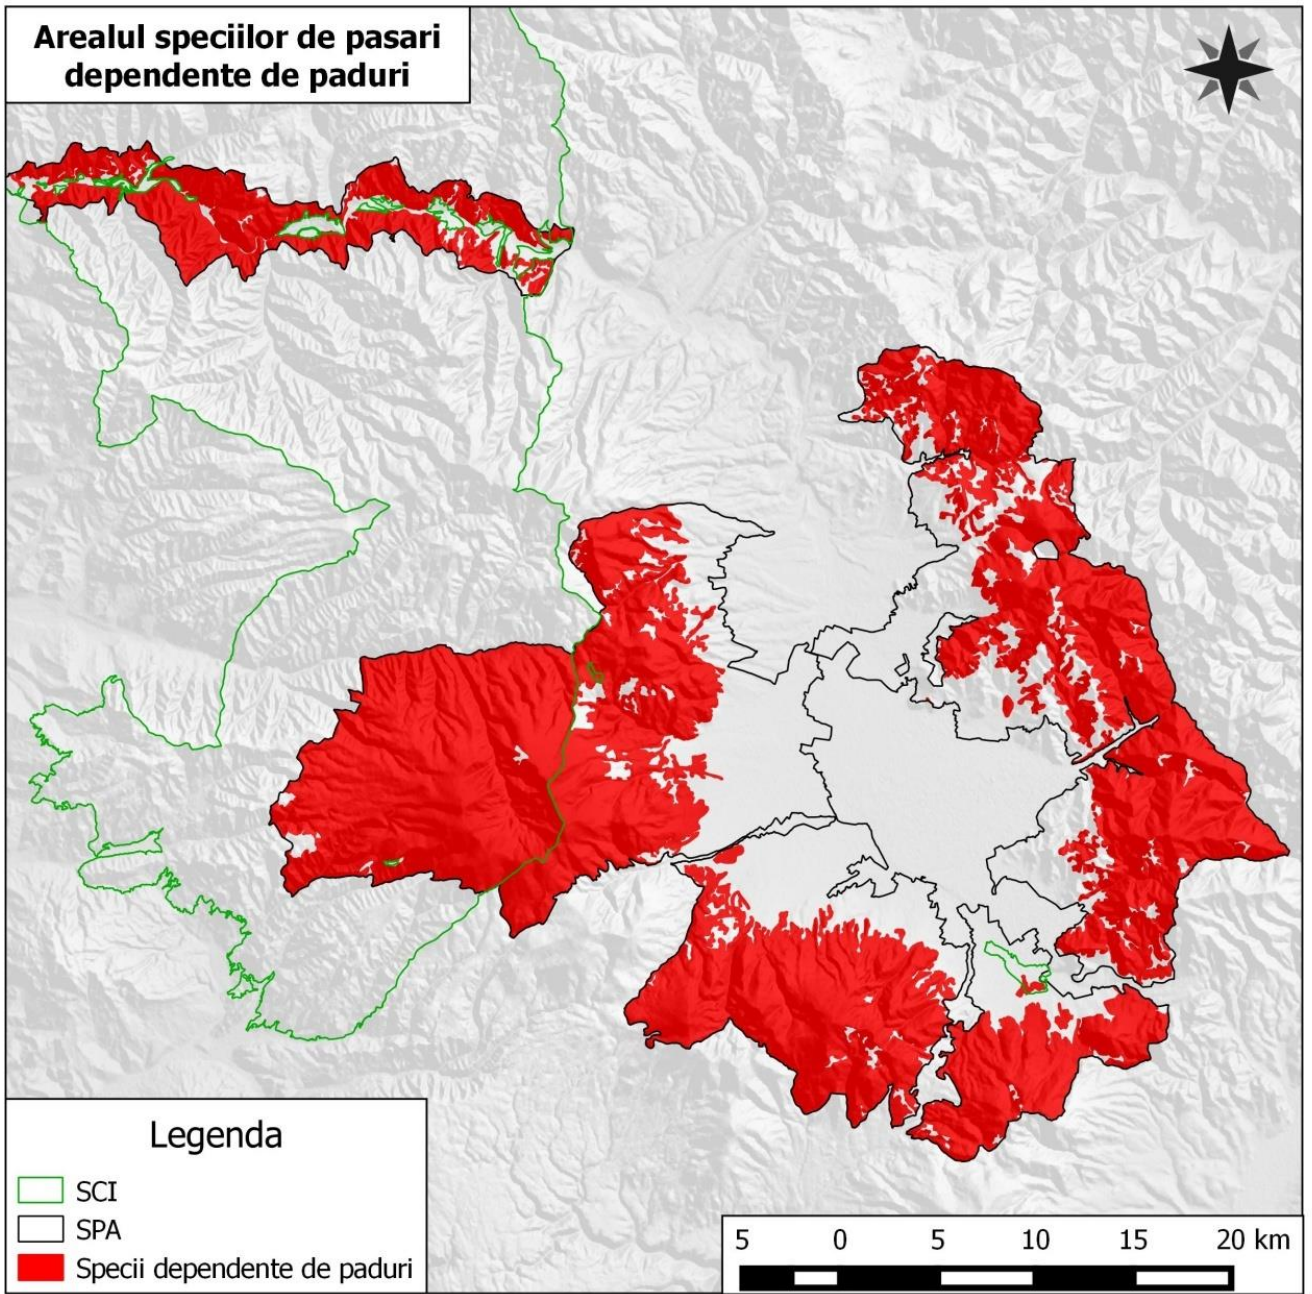 Arealul speciilor de pasari
dependente de paduri
Legenda
SCI
SPA
Specii dependente de paduri
5 0 5 10 15 20 km